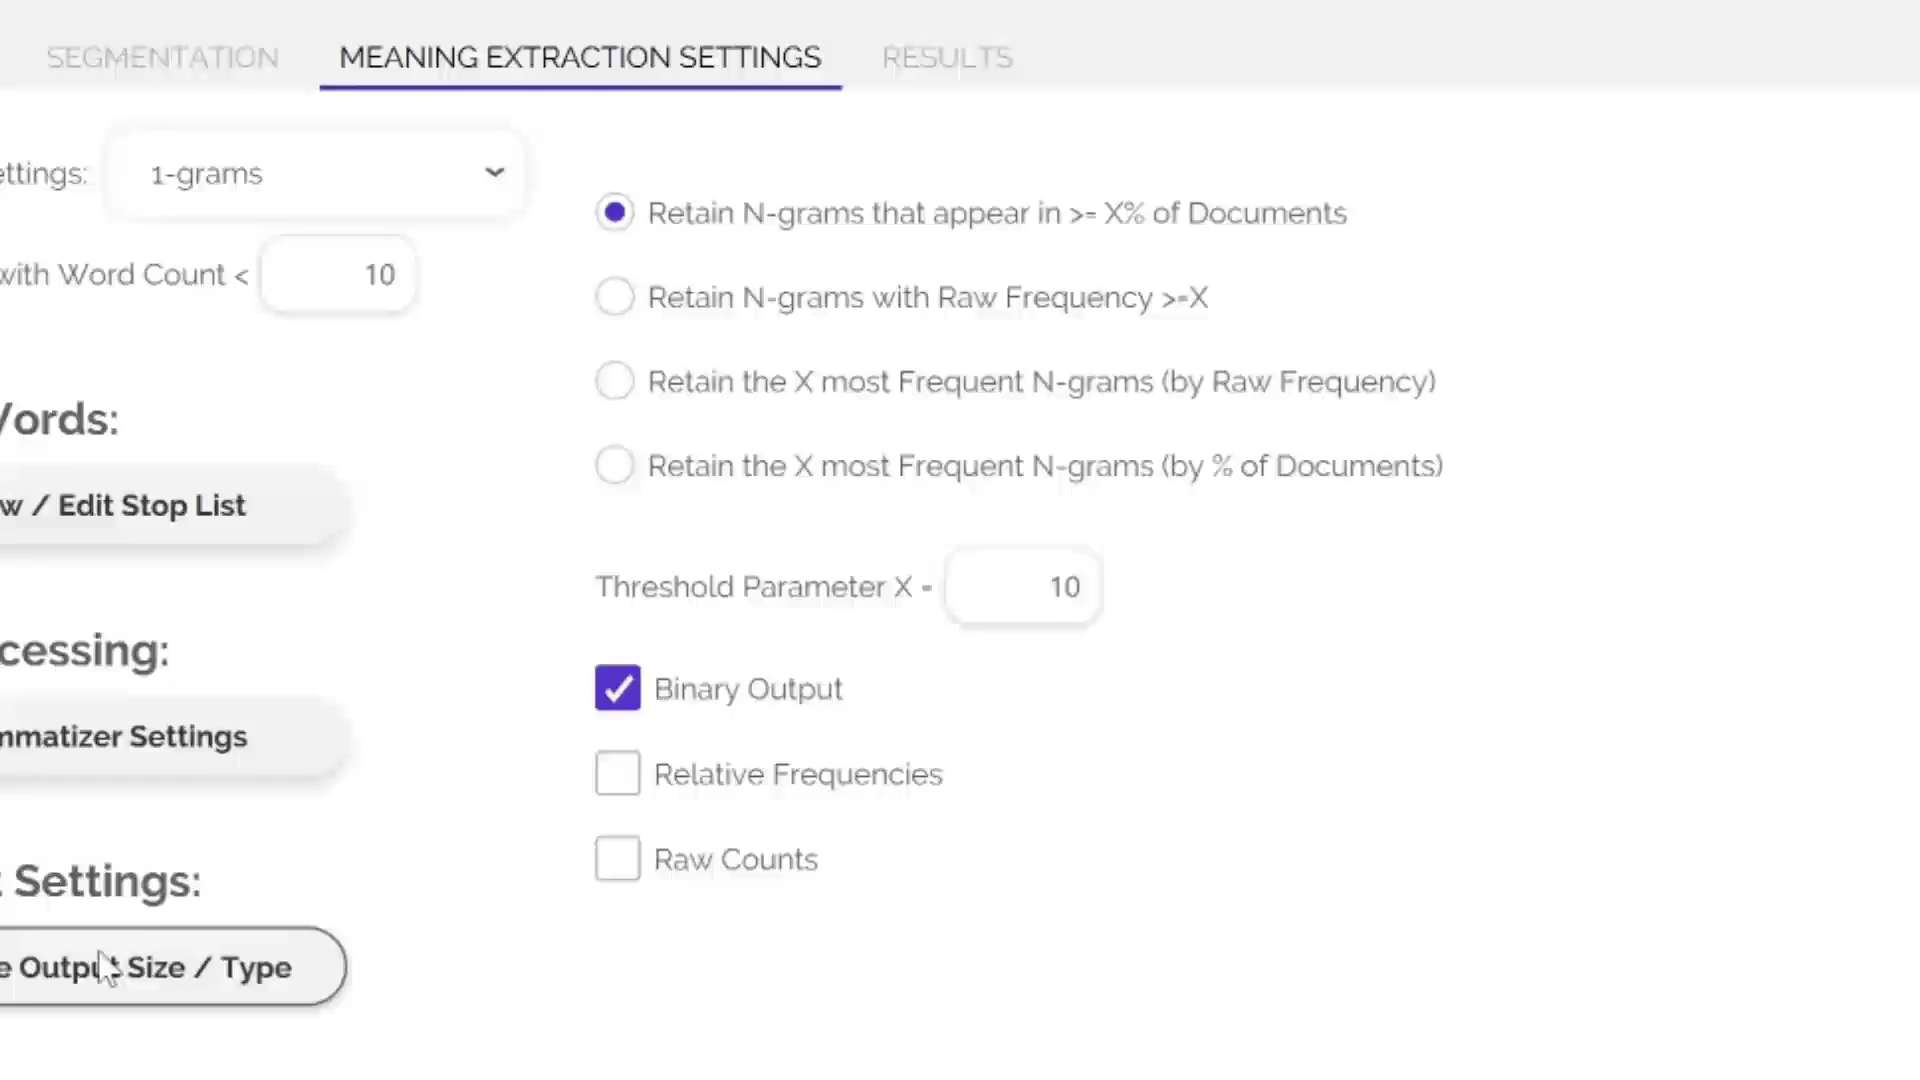 SEGMENTATION MEANING EXTRACTION SETTINGS RESULTS
ettings: 1-grams
with Word Count < 10
Retain N-grams that appear in >= X% of Documents
Retain N-grams with Raw Frequency >=X
Retain the X most Frequent N-grams (by Raw Frequency)
Retain the X most Frequent N-grams (by % of Documents)
Threshold Parameter X = 10
Binary Output
Relative Frequencies
Raw Counts
Words:
w / Edit Stop List
cessing:
mmatizer Settings
t Settings:
e Output Size / Type